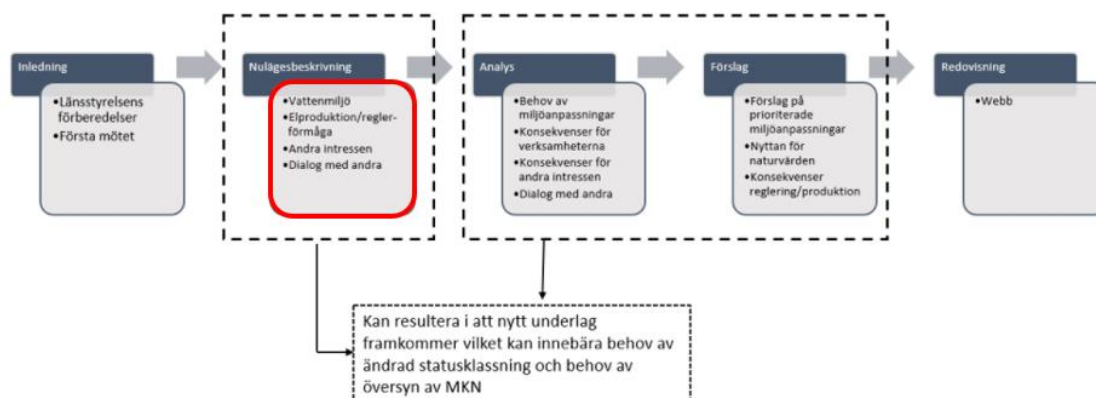 Inledning
•Länsstyrelsens
förberedelser
•Första mötet
Nulägesbeskrivning
•Vattenmiljö
•Elproduktion/regler-
förmåga
•Andra intressen
•Dialog med andra
Analys
•Behov av
miljöanpassningar
•Konsekvenser för
verksamheterna
•Konsekvenser för
andra intressen
•Dialog med andra
Förslag
•Förslag på
prioriterade
miljöanpassningar
•Nyttan för
naturvärden
•Konsekvenser
reglering/produktion
Redovisning
•Webb
Kan resultera i att nytt underlag
framkommer vilket kan innebära behov av
ändrad statusklassning och behov av
översyn av MKN